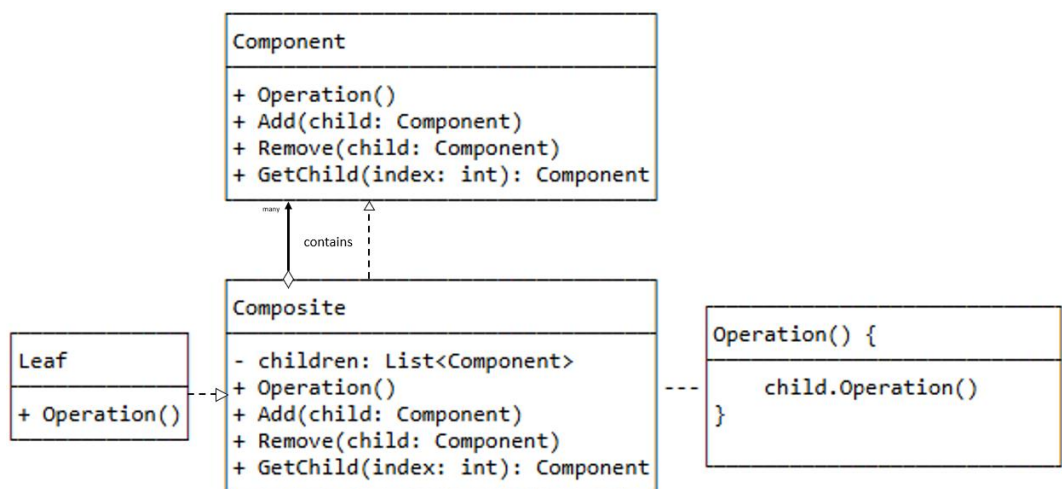 Component
+ Operation()
+ Add(child: Component)
+ Remove(child: Component)
+ GetChild(index: int): Component
many
contains
Composite
- children: List<Component>
+ Operation()
+ Add(child: Component)
+ Remove(child: Component)
+ GetChild(index: int): Component
Leaf
+ Operation()
Operation() {
child.Operation()
}